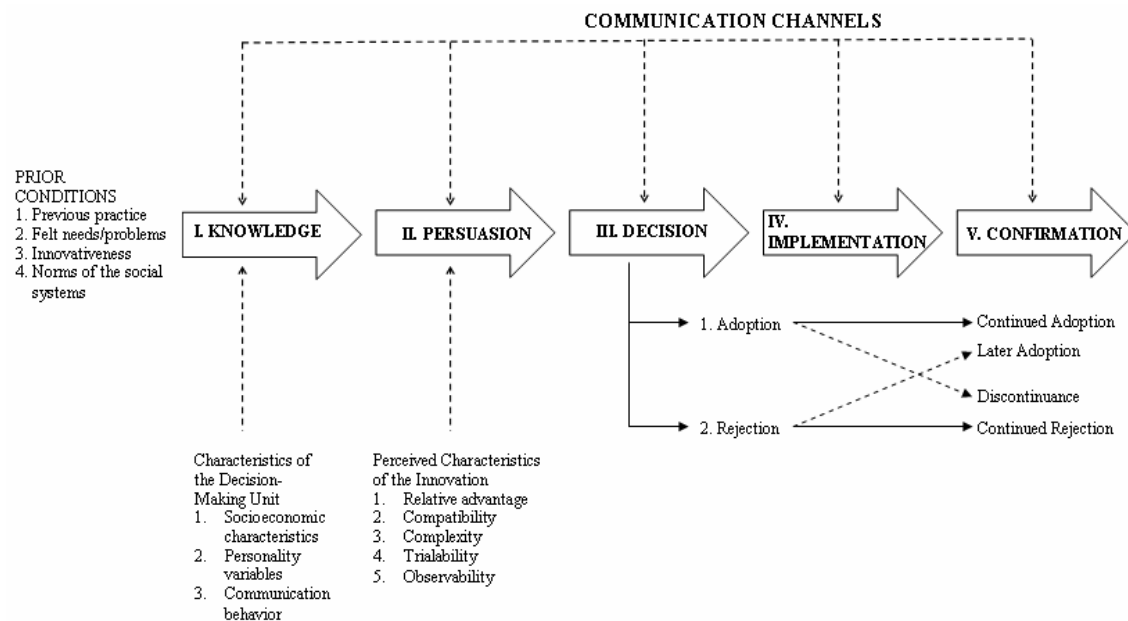 COMMUNICATION CHANNELS
PRIOR
CONDITIONS
1. Previous practice
2. Felt needs/problems
3. Innovativeness
4. Norms of the social
systems
I. KNOWLEDGE
II. PERSUASION
III. DECISION
IV.
IMPLEMENTATION
V. CONFIRMATION
1. Adoption
2. Rejection
Continued Adoption
Later Adoption
Discontinuance
Continued Rejection
Characteristics of
the Decision-
Making Unit
1. Socioeconomic
characteristics
2. Personality
variables
3. Communication
behavior
Perceived Characteristics
of the Innovation
1. Relative advantage
2. Compatibility
3. Complexity
4. Trialability
5. Observability